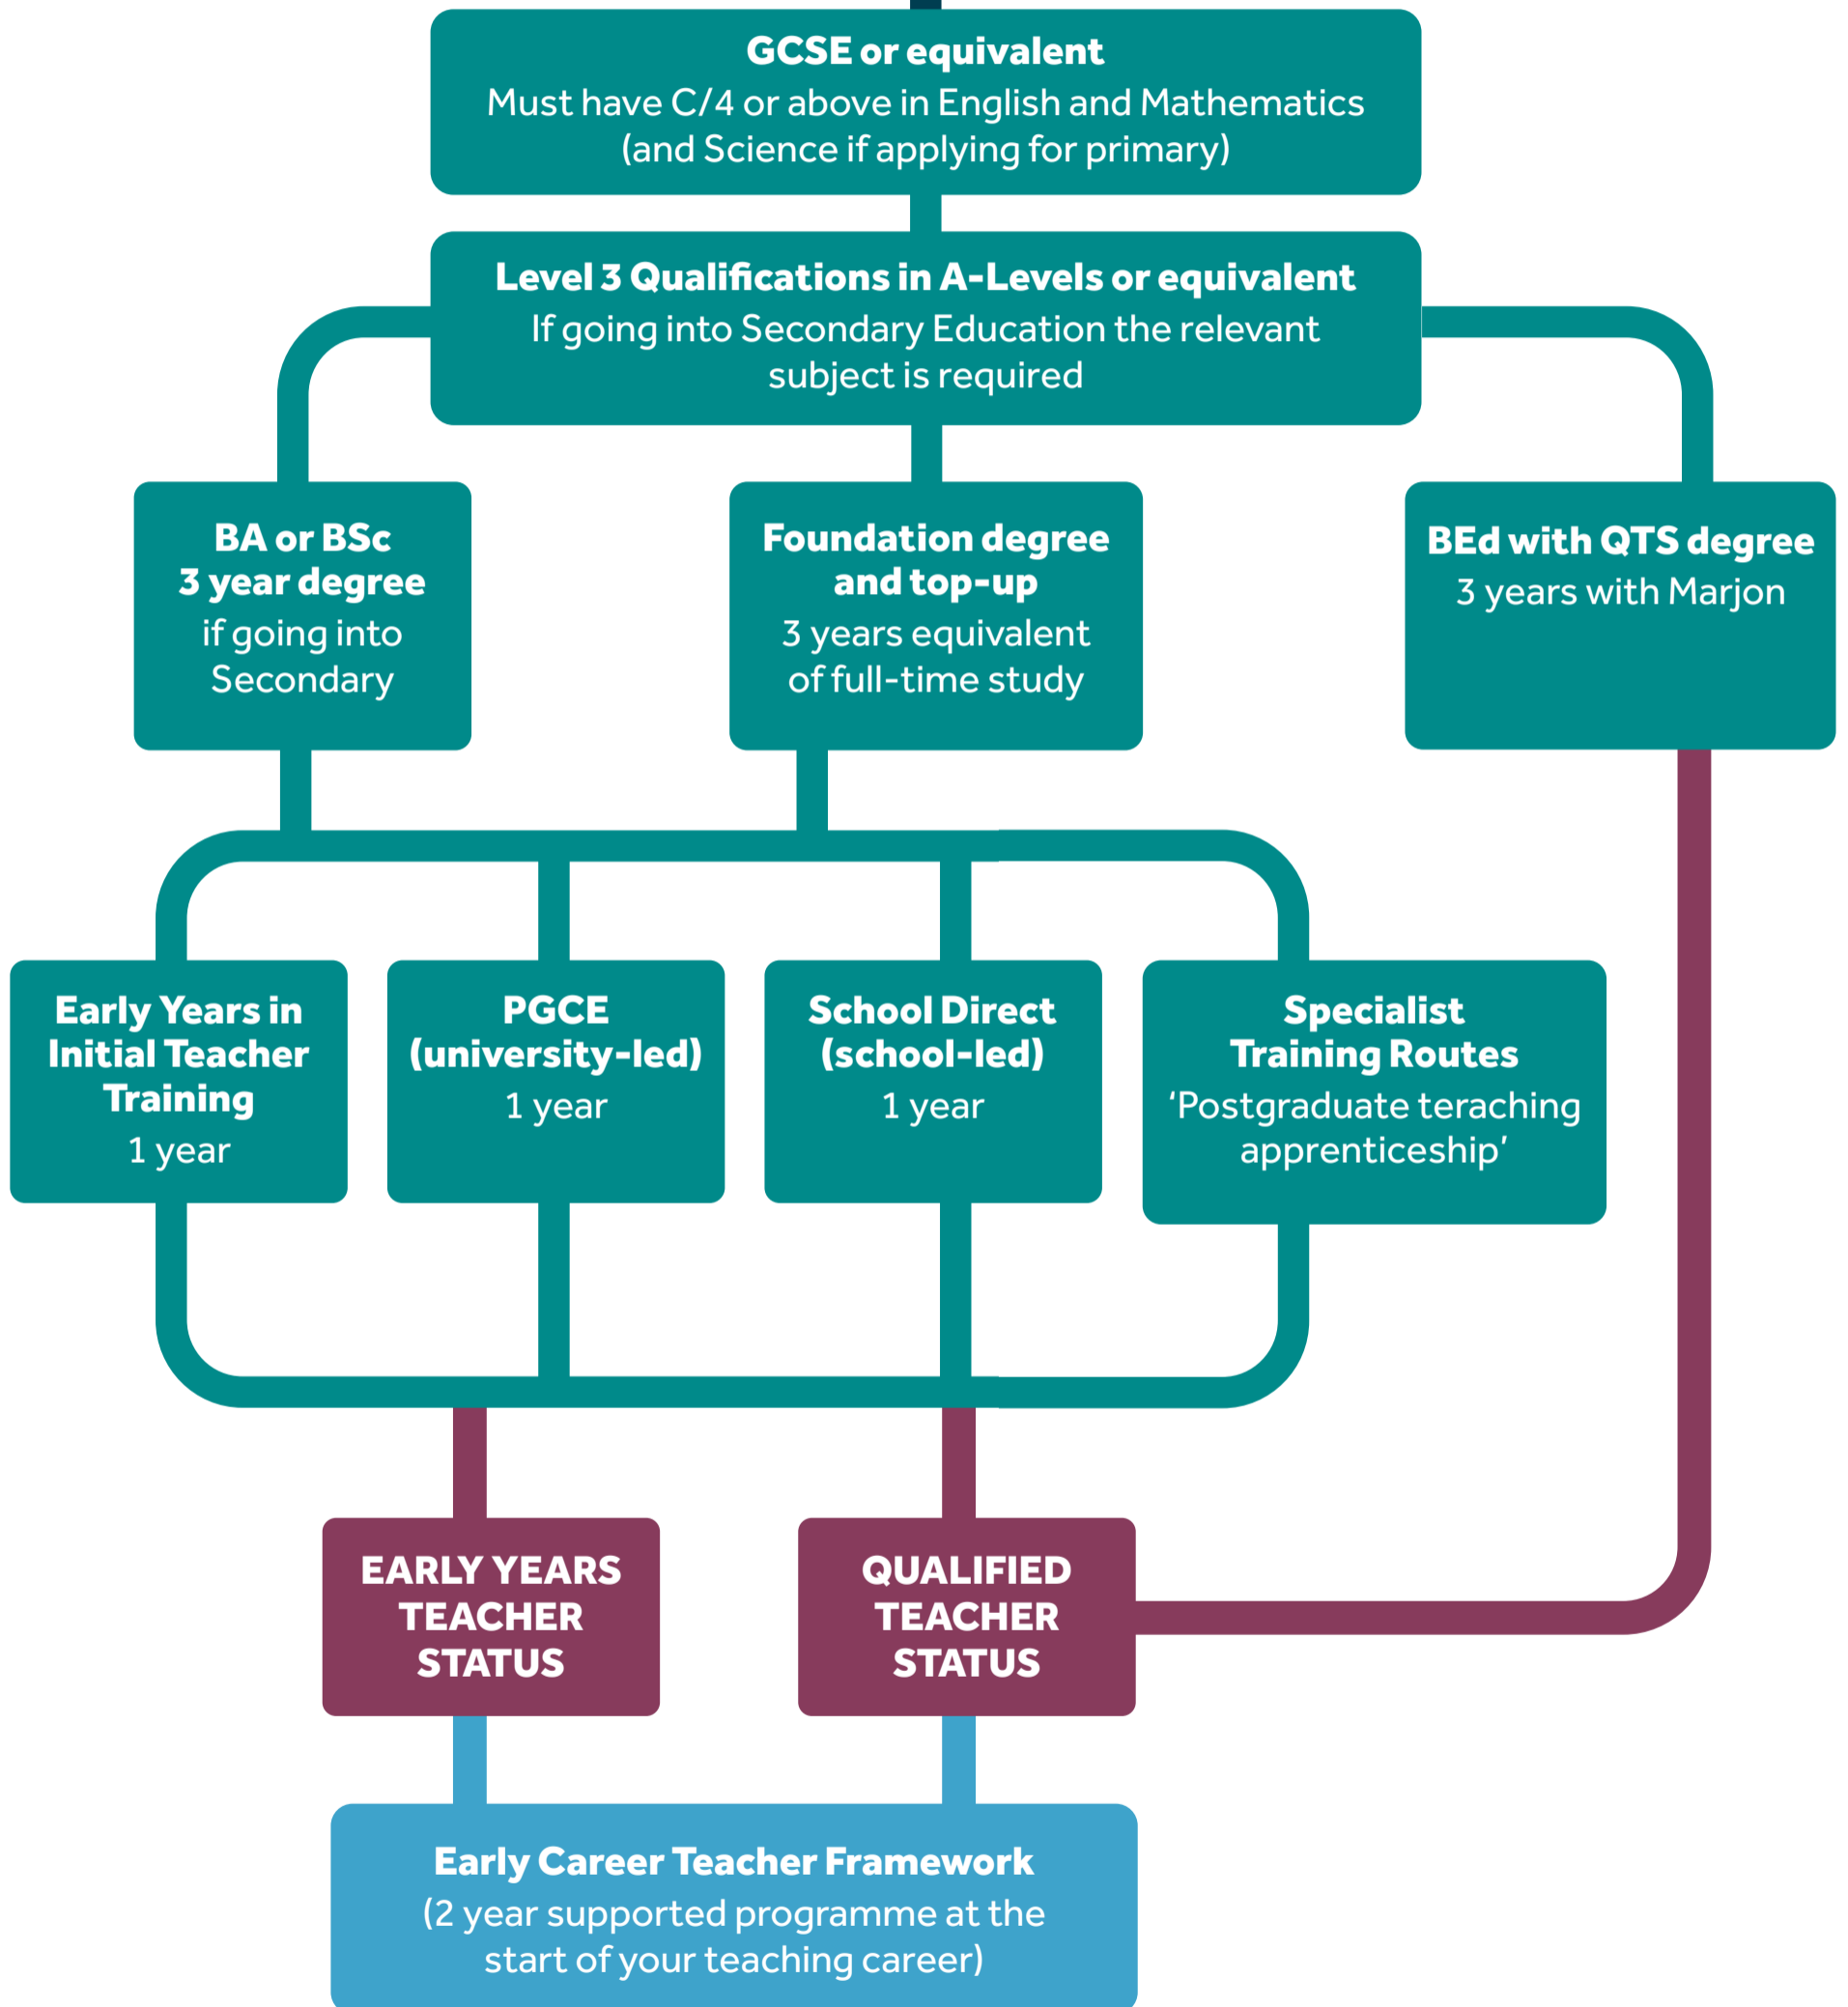 GCSE or equivalent
Must have C/4 or above in English and Mathematics
(and Science if applying for primary)
Level 3 Qualifications in A-Levels or equivalent
If going into Secondary Education the relevant
subject is required
BA or BSc
3 year degree
if going into
Secondary
Foundation degree
and top-up
3 years equivalent
of full-time study
BEd with QTS degree
3 years with Marjon
Early Years in
Initial Teacher
Training
1 year
PGCE
(university-led)
1 year
School Direct
(school-led)
1 year
Specialist
Training Routes
‘Postgraduate teraching
apprenticeship’
EARLY YEARS
TEACHER
STATUS
QUALIFIED
TEACHER
STATUS
Early Career Teacher Framework
(2 year supported programme at the
start of your teaching career)